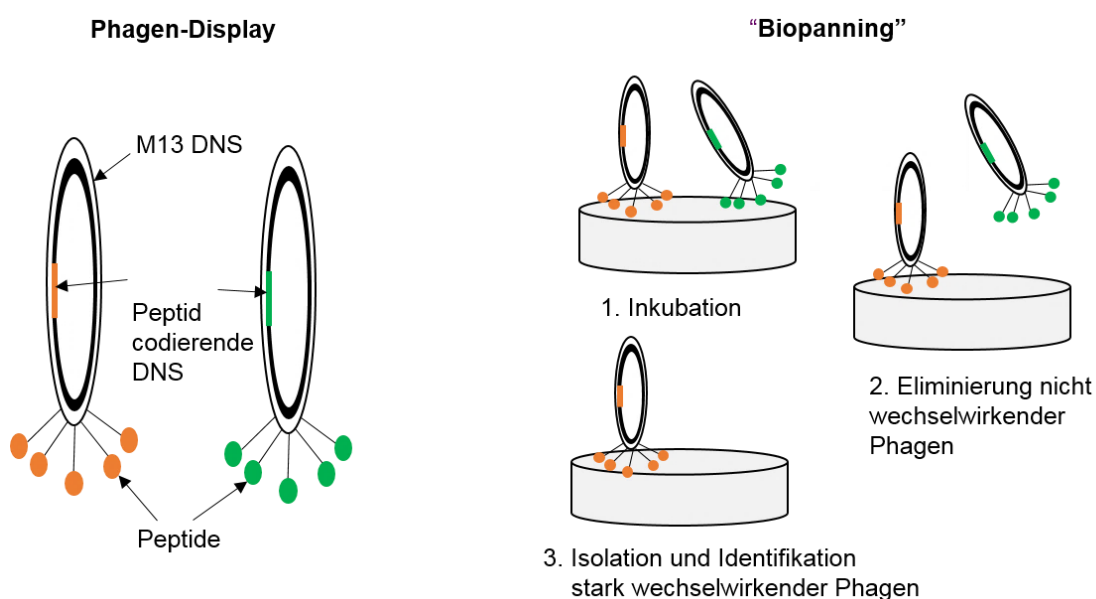 Phagen-Display
M13 DNS
Peptid
codierende
DNS
Peptide
“Biopanning”
1. Inkubation
2. Eliminierung nicht
wechselwirkender
Phagen
3. Isolation und Identifikation
stark wechselwirkender Phagen